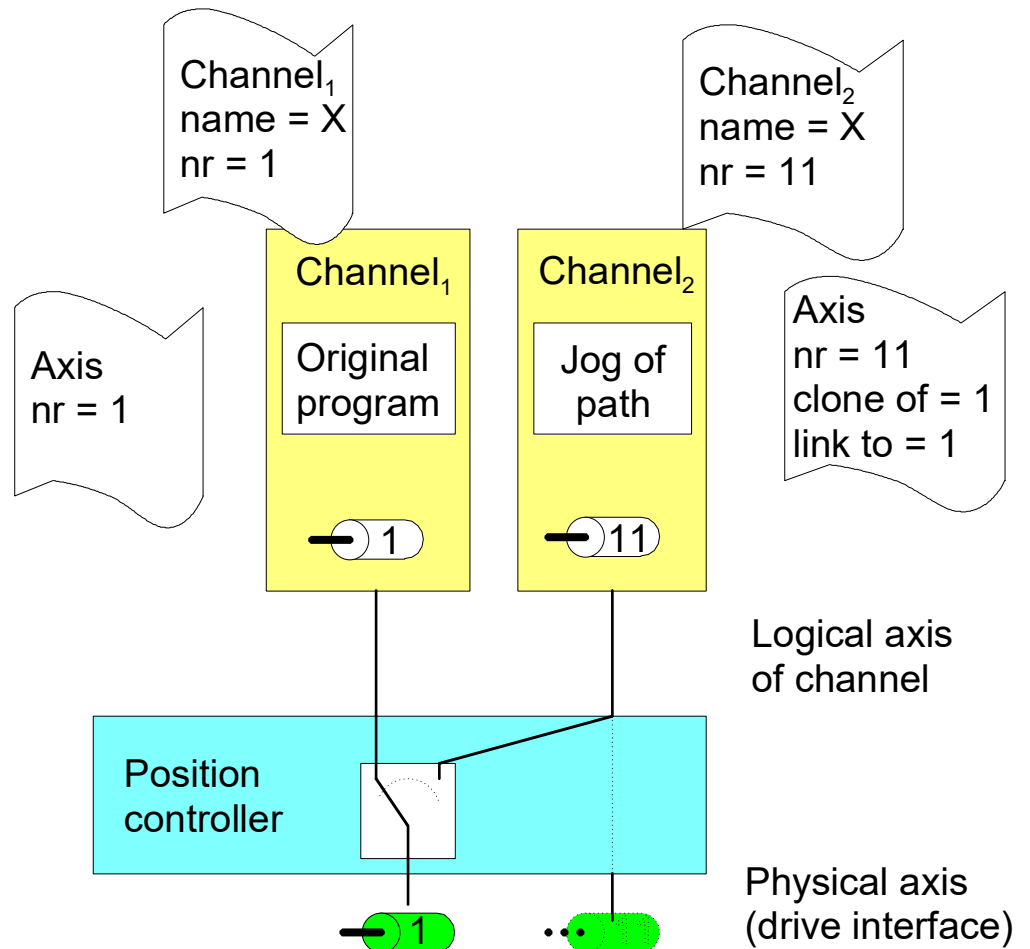 Channel₁
name = X
nr = 1
Channel₂
name = X
nr = 11
Channel₁
Channel₂
Axis
nr = 1
Original
program
Jog of
path
Axis
nr = 11
clone of = 1
link to = 1
1
11
Logical axis
of channel
Position
controller
Physical axis
(drive interface)
1